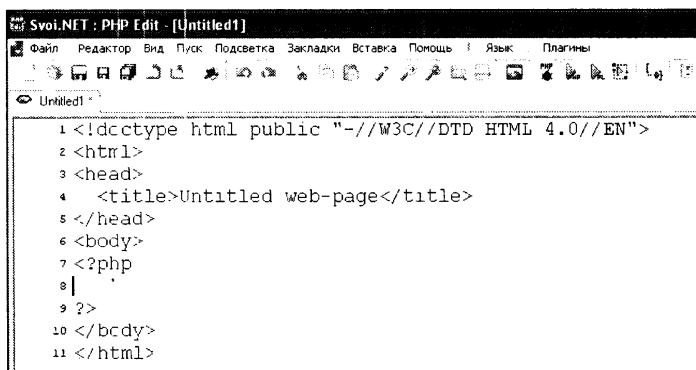 Svoi.NET : PHP Edit - [Untitled1]
Файл Редактор Вид Пуск Подсветка Закладки Вставка Помощь Язык Плагины
Untitled1
1 <!doctype html public "-//W3C//DTD HTML 4.0//EN">
2 <html>
3 <head>
4 <title>Untitled web-page</title>
5 </head>
6 <body>
7 <?php
8
9 ?>
10 </body>
11 </html>